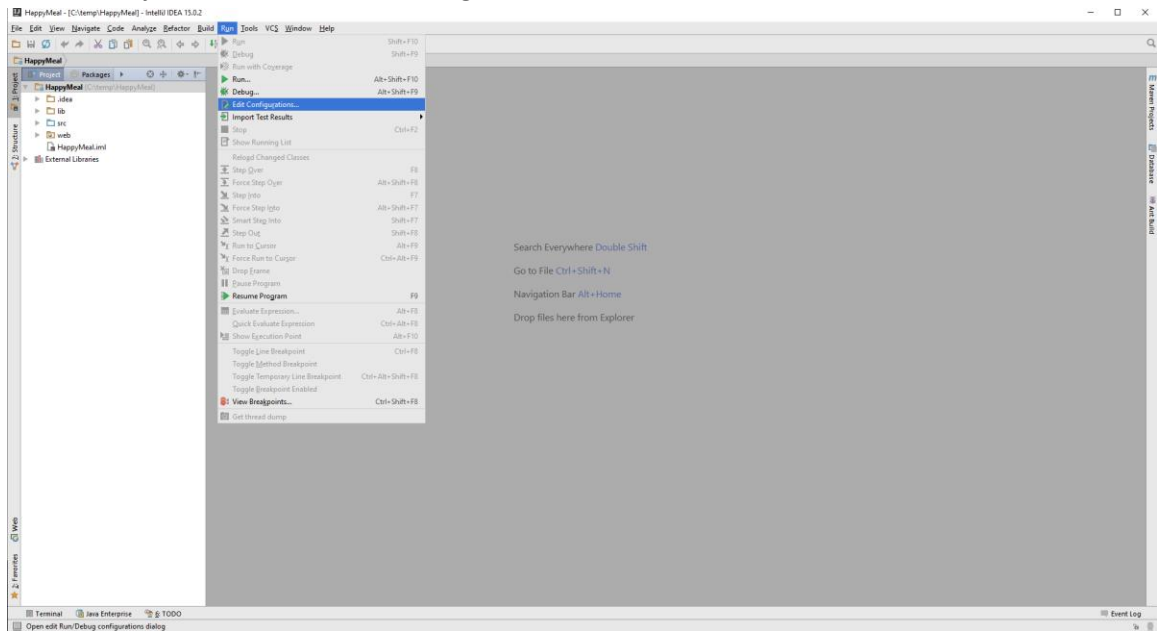 HappyMeal - [C:\temp\HappyMeal] - IntelliJ IDEA 15.0.2
File Edit View Navigate Code Analyze Refactor Build Run Tools VCS Window Help
HappyMeal
Project Packages
HappyMeal (C:\temp\HappyMeal)
.idea
lib
src
web
HappyMeal.iml
External Libraries
Run Shift+F10
Debug Shift+F9
Run with Coverage
Run... Alt+Shift+F10
Debug... Alt+Shift+F9
Edit Configurations...
Import Test Results
Stop Ctrl+F2
Show Running List
Reload Changed Classes
Step Over F8
Force Step Over Alt+Shift+F8
Step Into F7
Force Step Into Alt+Shift+F7
Smart Step Into Shift+F7
Step Out Shift+F8
Run to Cursor Alt+F9
Force Run to Cursor Ctrl+Alt+F9
Drop Frame
Pause Program
Resume Program F9
Evaluate Expression... Alt+F8
Quick Evaluate Expression Ctrl+Alt+F8
Show Execution Point Alt+F10
Toggle Line Breakpoint Ctrl+F8
Toggle Method Breakpoint
Toggle Temporary Line Breakpoint Ctrl+Alt+Shift+F8
Toggle Breakpoint Enabled
View Breakpoints... Ctrl+Shift+F8
Get thread dump
Search Everywhere Double Shift
Go to File Ctrl+Shift+N
Navigation Bar Alt+Home
Drop files here from Explorer
1: Project
Z: Structure
Web
2: Favorites
Maven Projects
Database
Ant Build
Terminal Java Enterprise 6: TODO Event Log
Open edit Run/Debug configurations dialog